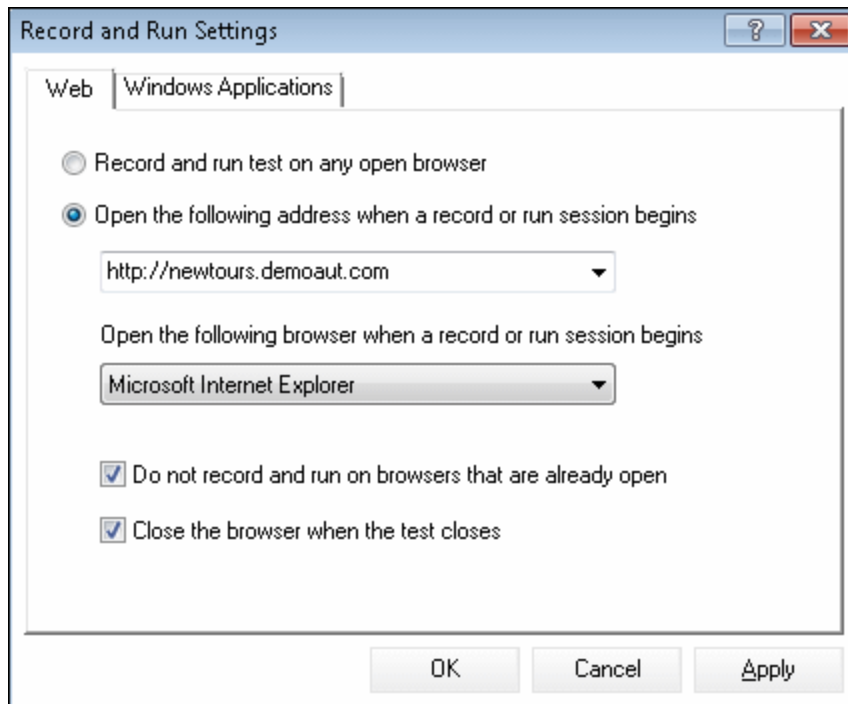 Record and Run Settings
?
Web
Windows Applications
Record and run test on any open browser
Open the following address when a record or run session begins
http://newtours.demoaut.com
Open the following browser when a record or run session begins
Microsoft Internet Explorer
Do not record and run on browsers that are already open
Close the browser when the test closes
OK Cancel Apply